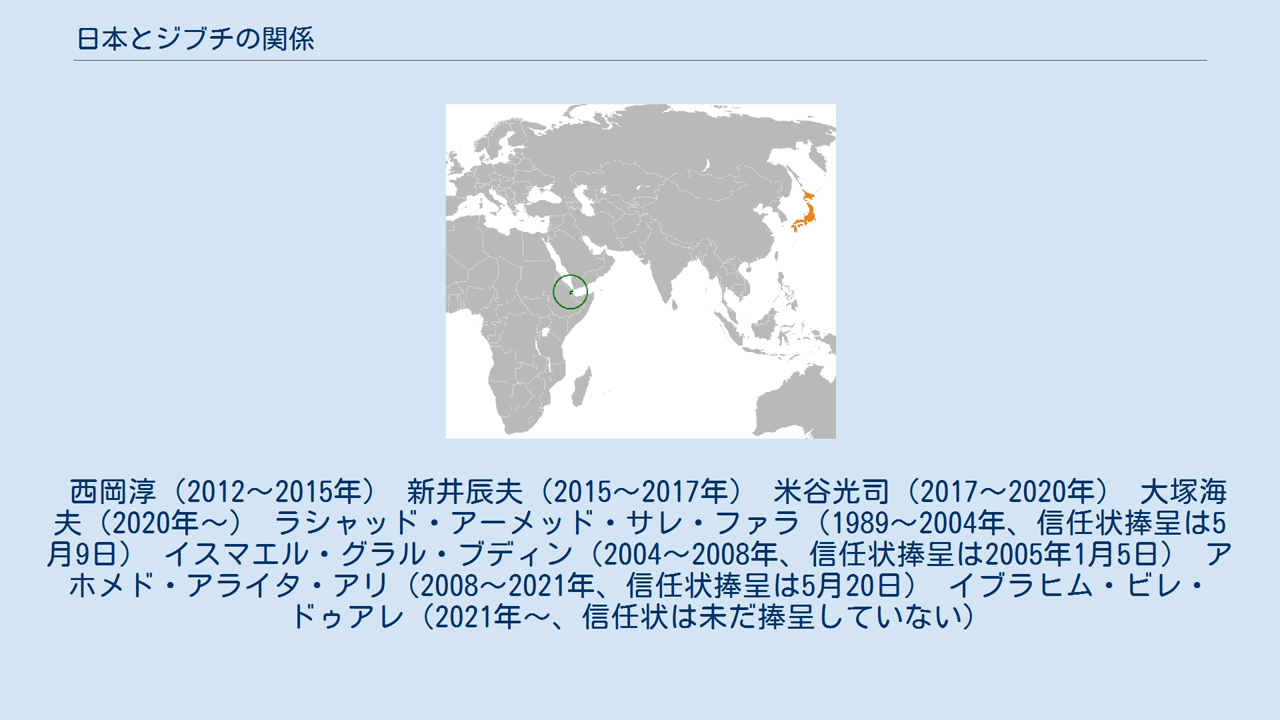 日本とジブチの関係
西岡淳（2012～2015年）　新井辰夫（2015～2017年）　米谷光司（2017～2020年）　大塚海
夫（2020年～）　ラシャッド・アーメッド・サレ・ファラ（1989～2004年、信任状捧呈は5
月9日）　イスマエル・グラル・ブディン（2004～2008年、信任状捧呈は2005年1月5日）　ア
ホメド・アライタ・アリ（2008～2021年、信任状捧呈は5月20日）　イブラヒム・ビレ・
ドゥアレ（2021年～、信任状は未だ捧呈していない）